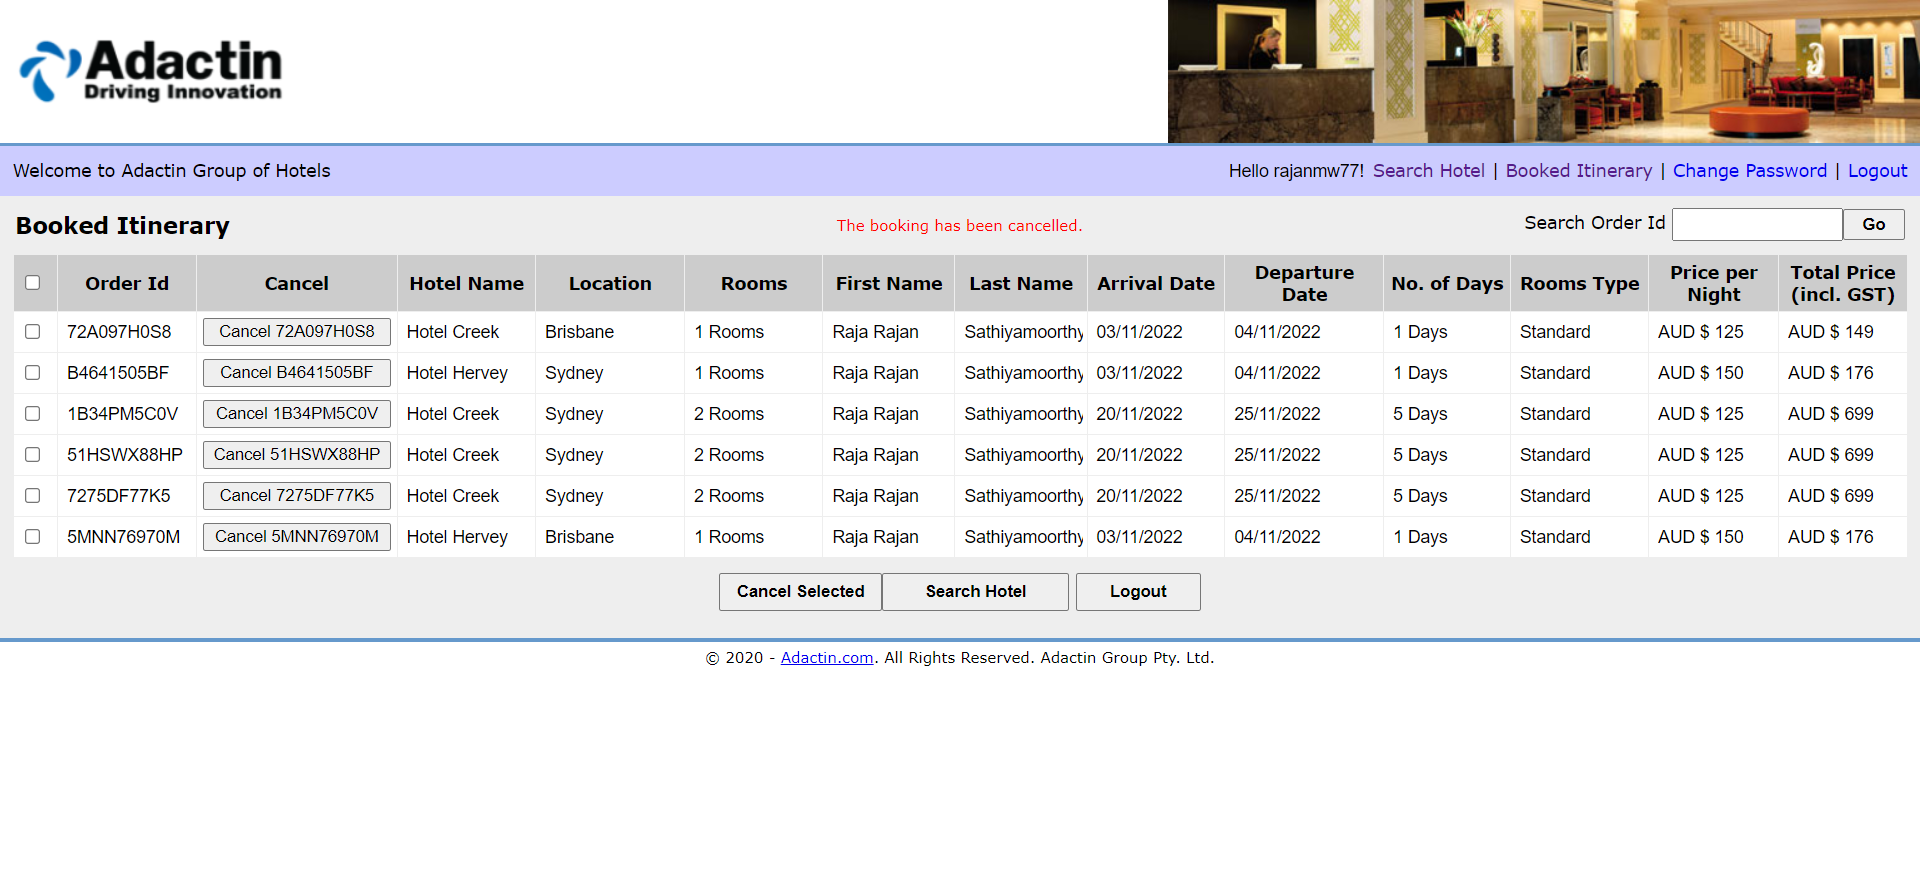 Adactin
Driving Innovation
Welcome to Adactin Group of Hotels
Hello rajanmw77! Search Hotel | Booked Itinerary | Change Password | Logout
Booked Itinerary
The booking has been cancelled.
Search Order Id Go
Order Id Cancel Hotel Name Location Rooms First Name Last Name Arrival Date Departure Date No. of Days Rooms Type Price per Night Total Price (incl. GST)
72A097H0S8 Cancel 72A097H0S8 Hotel Creek Brisbane 1 Rooms Raja Rajan Sathiyamoorthy 03/11/2022 04/11/2022 1 Days Standard AUD $ 125 AUD $ 149
B4641505BF Cancel B4641505BF Hotel Hervey Sydney 1 Rooms Raja Rajan Sathiyamoorthy 03/11/2022 04/11/2022 1 Days Standard AUD $ 150 AUD $ 176
1B34PM5C0V Cancel 1B34PM5C0V Hotel Creek Sydney 2 Rooms Raja Rajan Sathiyamoorthy 20/11/2022 25/11/2022 5 Days Standard AUD $ 125 AUD $ 699
51HSWX88HP Cancel 51HSWX88HP Hotel Creek Sydney 2 Rooms Raja Rajan Sathiyamoorthy 20/11/2022 25/11/2022 5 Days Standard AUD $ 125 AUD $ 699
7275DF77K5 Cancel 7275DF77K5 Hotel Creek Sydney 2 Rooms Raja Rajan Sathiyamoorthy 20/11/2022 25/11/2022 5 Days Standard AUD $ 125 AUD $ 699
5MNN76970M Cancel 5MNN76970M Hotel Hervey Brisbane 1 Rooms Raja Rajan Sathiyamoorthy 03/11/2022 04/11/2022 1 Days Standard AUD $ 150 AUD $ 176
Cancel Selected Search Hotel Logout
© 2020 - Adactin.com. All Rights Reserved. Adactin Group Pty. Ltd.